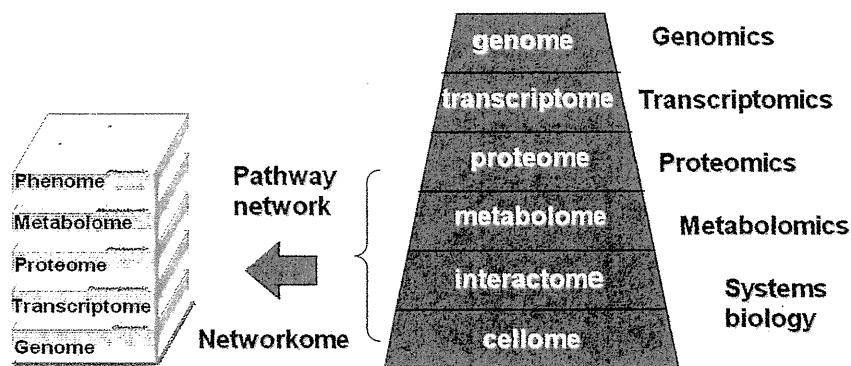 Phenome
Metabolome
Proteome
Transcriptome
Genome
Pathway
network
Networkome
genome
transcriptome
proteome
metabolome
interactome
cellome
Genomics
Transcriptomics
Proteomics
Metabolomics
Systems
biology